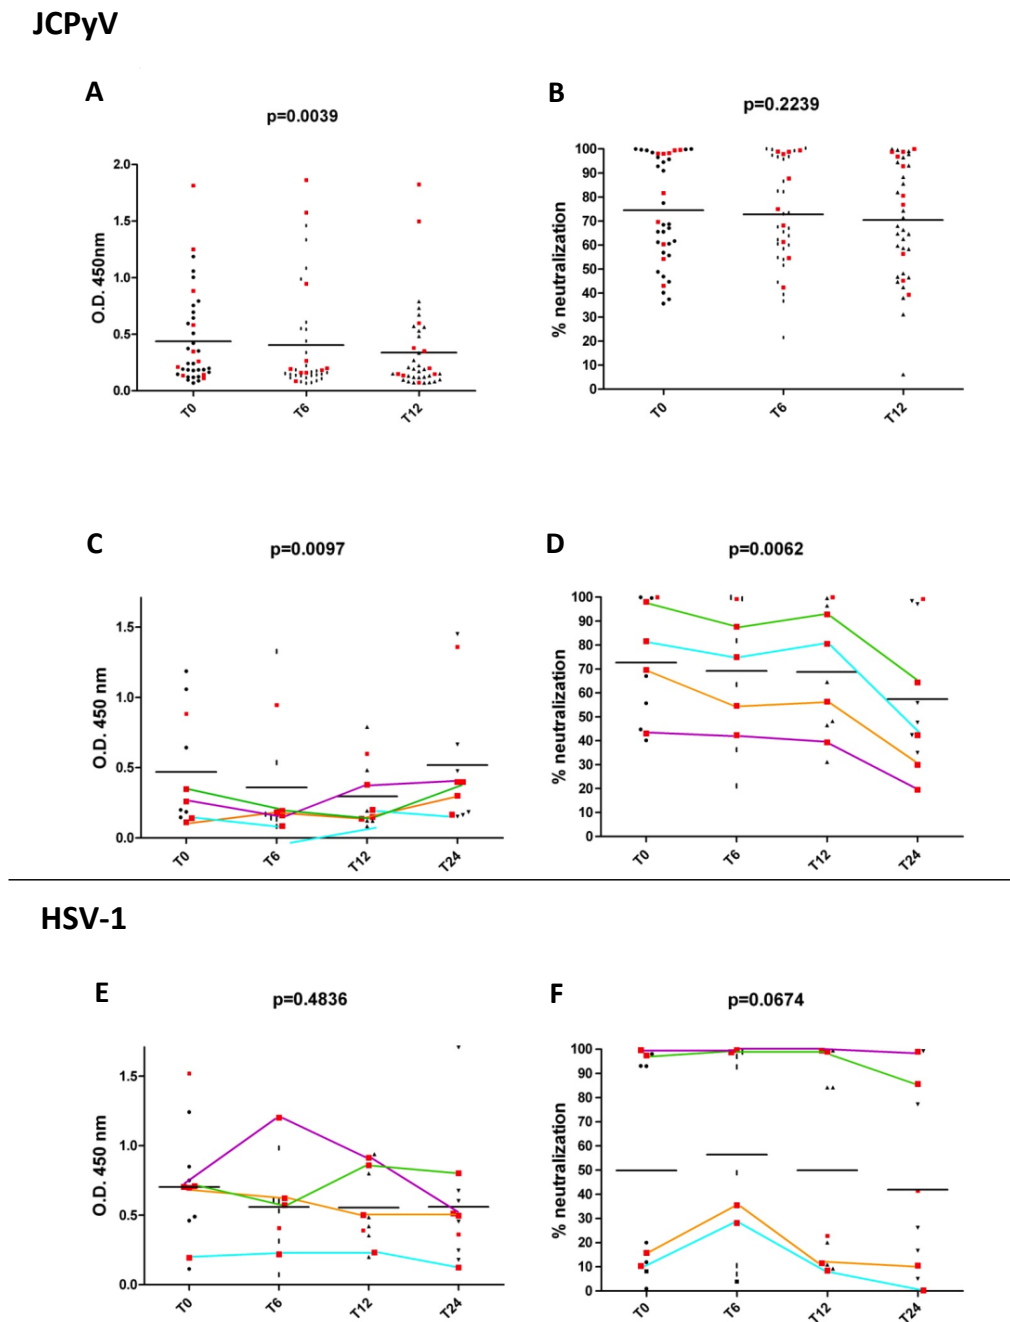 JCPyV
A
p=0.0039
O.D. 450nm
2.0
1.5
1.0
0.5
0.0
T0
T6
T12
B
p=0.2239
% neutralization
100
90
80
70
60
50
40
30
20
10
0
T0
T6
T12
C
p=0.0097
O.D. 450 nm
1.5
1.0
0.5
0.0
T0
T6
T12
T24
D
p=0.0062
% neutralization
100
90
80
70
60
50
40
30
20
10
0
T0
T6
T12
T24
HSV-1
E
p=0.4836
O.D. 450 nm
1.5
1.0
0.5
0.0
T0
T6
T12
T24
F
p=0.0674
% neutralization
100
90
80
70
60
50
40
30
20
10
0
T0
T6
T12
T24